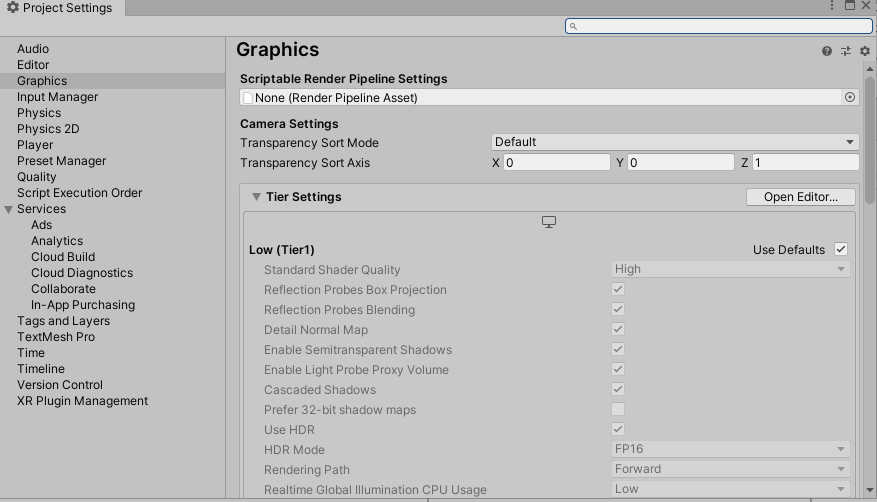 Project Settings
Audio
Editor
Graphics
Input Manager
Physics
Physics 2D
Player
Preset Manager
Quality
Script Execution Order
Services
Ads
Analytics
Cloud Build
Cloud Diagnostics
Collaborate
In-App Purchasing
Tags and Layers
TextMesh Pro
Time
Timeline
Version Control
XR Plugin Management
Graphics
Scriptable Render Pipeline Settings
None (Render Pipeline Asset)
Camera Settings
Transparency Sort Mode Default
Transparency Sort Axis X 0 Y 0 Z 1
Tier Settings Open Editor...
Low (Tier1) Use Defaults
Standard Shader Quality High
Reflection Probes Box Projection
Reflection Probes Blending
Detail Normal Map
Enable Semitransparent Shadows
Enable Light Probe Proxy Volume
Cascaded Shadows
Prefer 32-bit shadow maps
Use HDR
HDR Mode FP16
Rendering Path Forward
Realtime Global Illumination CPU Usage Low